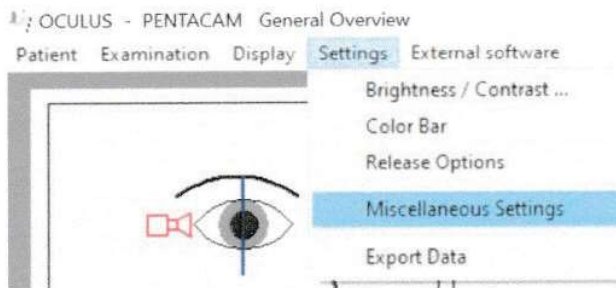 OCULUS - PENTACAM General Overview
Patient Examination Display Settings External software
Brightness / Contrast ...
Color Bar
Release Options
Miscellaneous Settings
Export Data